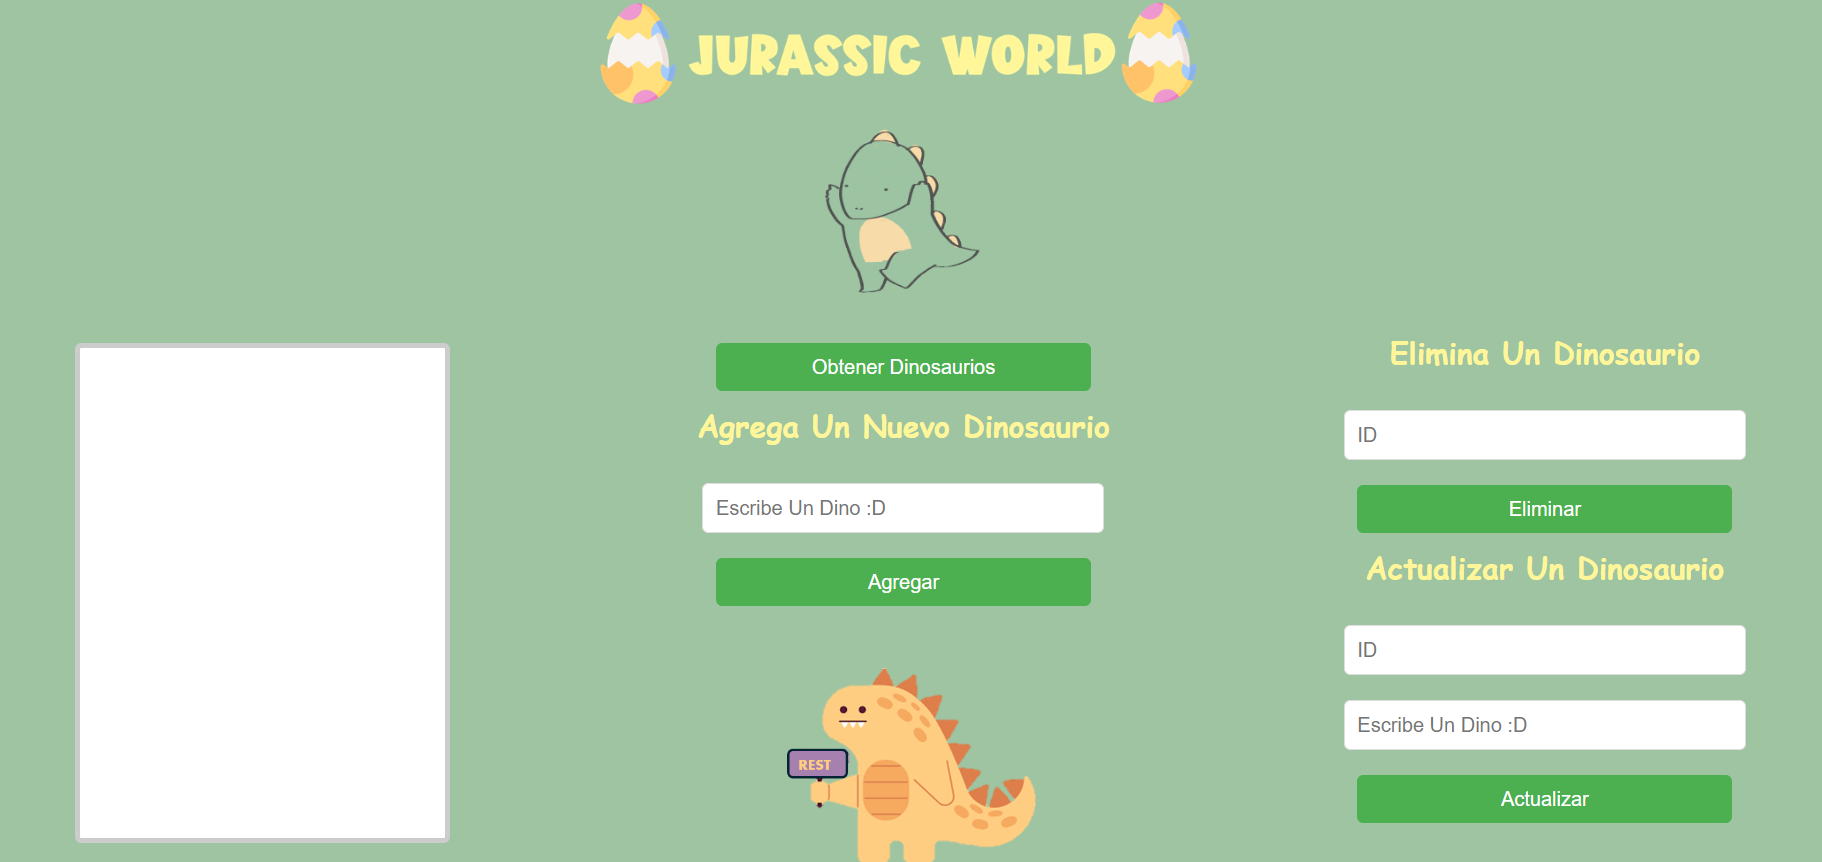 JURASSIC WORLD
Obtener Dinosaurios
Agrega Un Nuevo Dinosaurio
Escribe Un Dino :D
Agregar
REST
Elimina Un Dinosaurio
ID
Eliminar
Actualizar Un Dinosaurio
ID
Escribe Un Dino :D
Actualizar